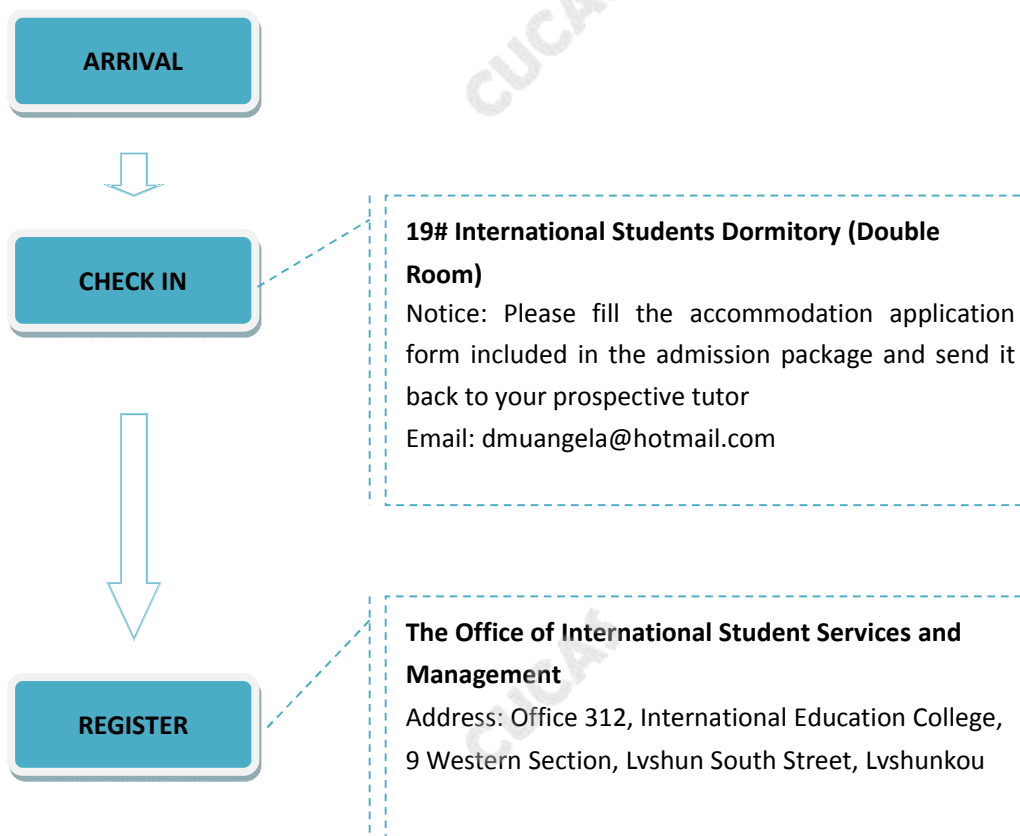 CUCAS
ARRIVAL
CHECK IN
19# International Students Dormitory (Double
Room)
Notice: Please fill the accommodation application
form included in the admission package and send it
back to your prospective tutor
Email: dmuangela@hotmail.com
REGISTER
The Office of International Student Services and
Management
Address: Office 312, International Education College,
9 Western Section, Lvshun South Street, Lvshunkou
CUCAS